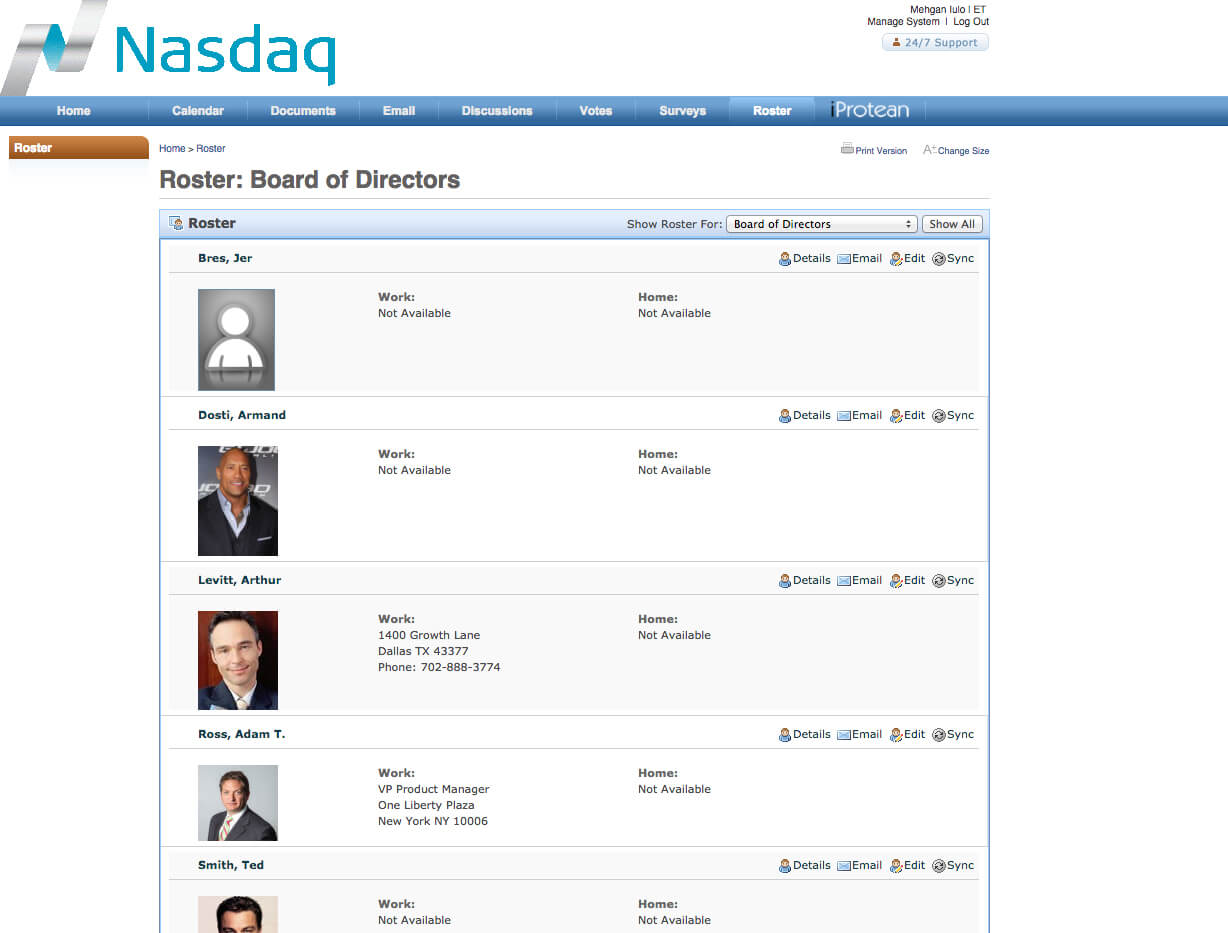 Mehgan Iulo | ET
Manage System | Log Out
24/7 Support
Nasdaq
Home Calendar Documents Email Discussions Votes Surveys Roster iProtean
Roster
Home > Roster
Print Version Change Size
Roster: Board of Directors
Roster Show Roster For: Board of Directors Show All
Bres, Jer Details Email Edit Sync
Work: Home:
Not Available Not Available
Dosti, Armand Details Email Edit Sync
Work: Home:
Not Available Not Available
Levitt, Arthur Details Email Edit Sync
Work: Home:
1400 Growth Lane Not Available
Dallas TX 43377
Phone: 702-888-3774
Ross, Adam T. Details Email Edit Sync
Work: Home:
VP Product Manager Not Available
One Liberty Plaza
New York NY 10006
Smith, Ted Details Email Edit Sync
Work: Home:
Not Available Not Available